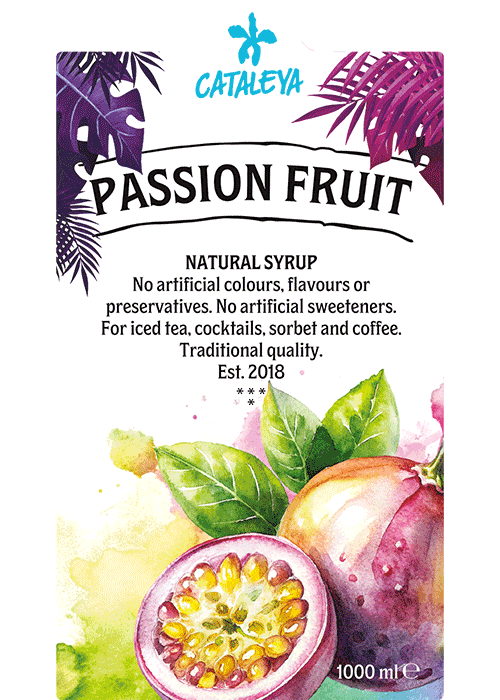 CATALEYA
PASSION FRUIT
NATURAL SYRUP
No artificial colours, flavours or
preservatives. No artificial sweeteners.
For iced tea, cocktails, sorbet and coffee.
Traditional quality.
Est. 2018
***
*
1000 ml ℮